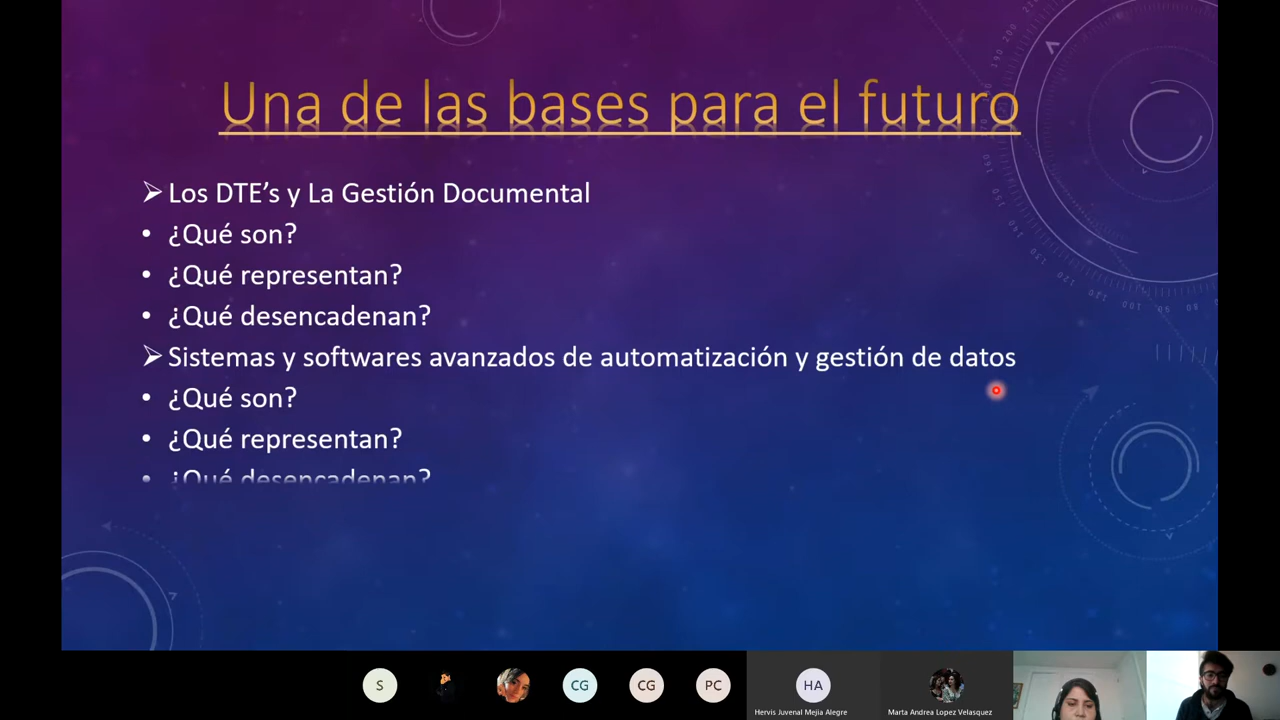 Una de las bases para el futuro
➢ Los DTE’s y La Gestión Documental
• ¿Qué son?
• ¿Qué representan?
• ¿Qué desencadenan?
➢ Sistemas y softwares avanzados de automatización y gestión de datos
• ¿Qué son?
• ¿Qué representan?
• ¿Qué desencadenan?
S
CG
CG
PC
HA
Hervis Juvenal Mejia Alegre
Marta Andrea Lopez Velasquez